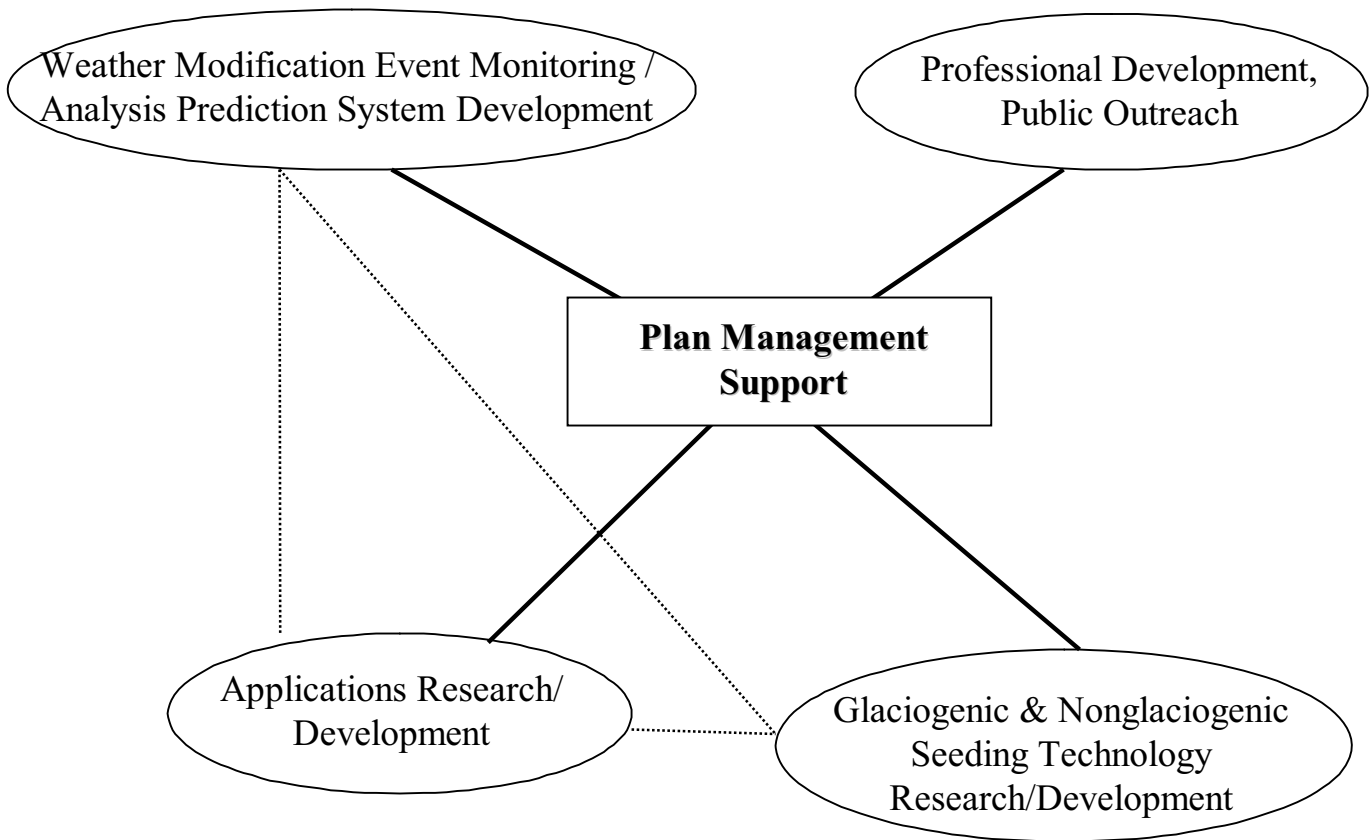 Weather Modification Event Monitoring /
Analysis Prediction System Development
Professional Development,
Public Outreach
Plan Management
Support
Applications Research/
Development
Glaciogenic & Nonglaciogenic
Seeding Technology
Research/Development